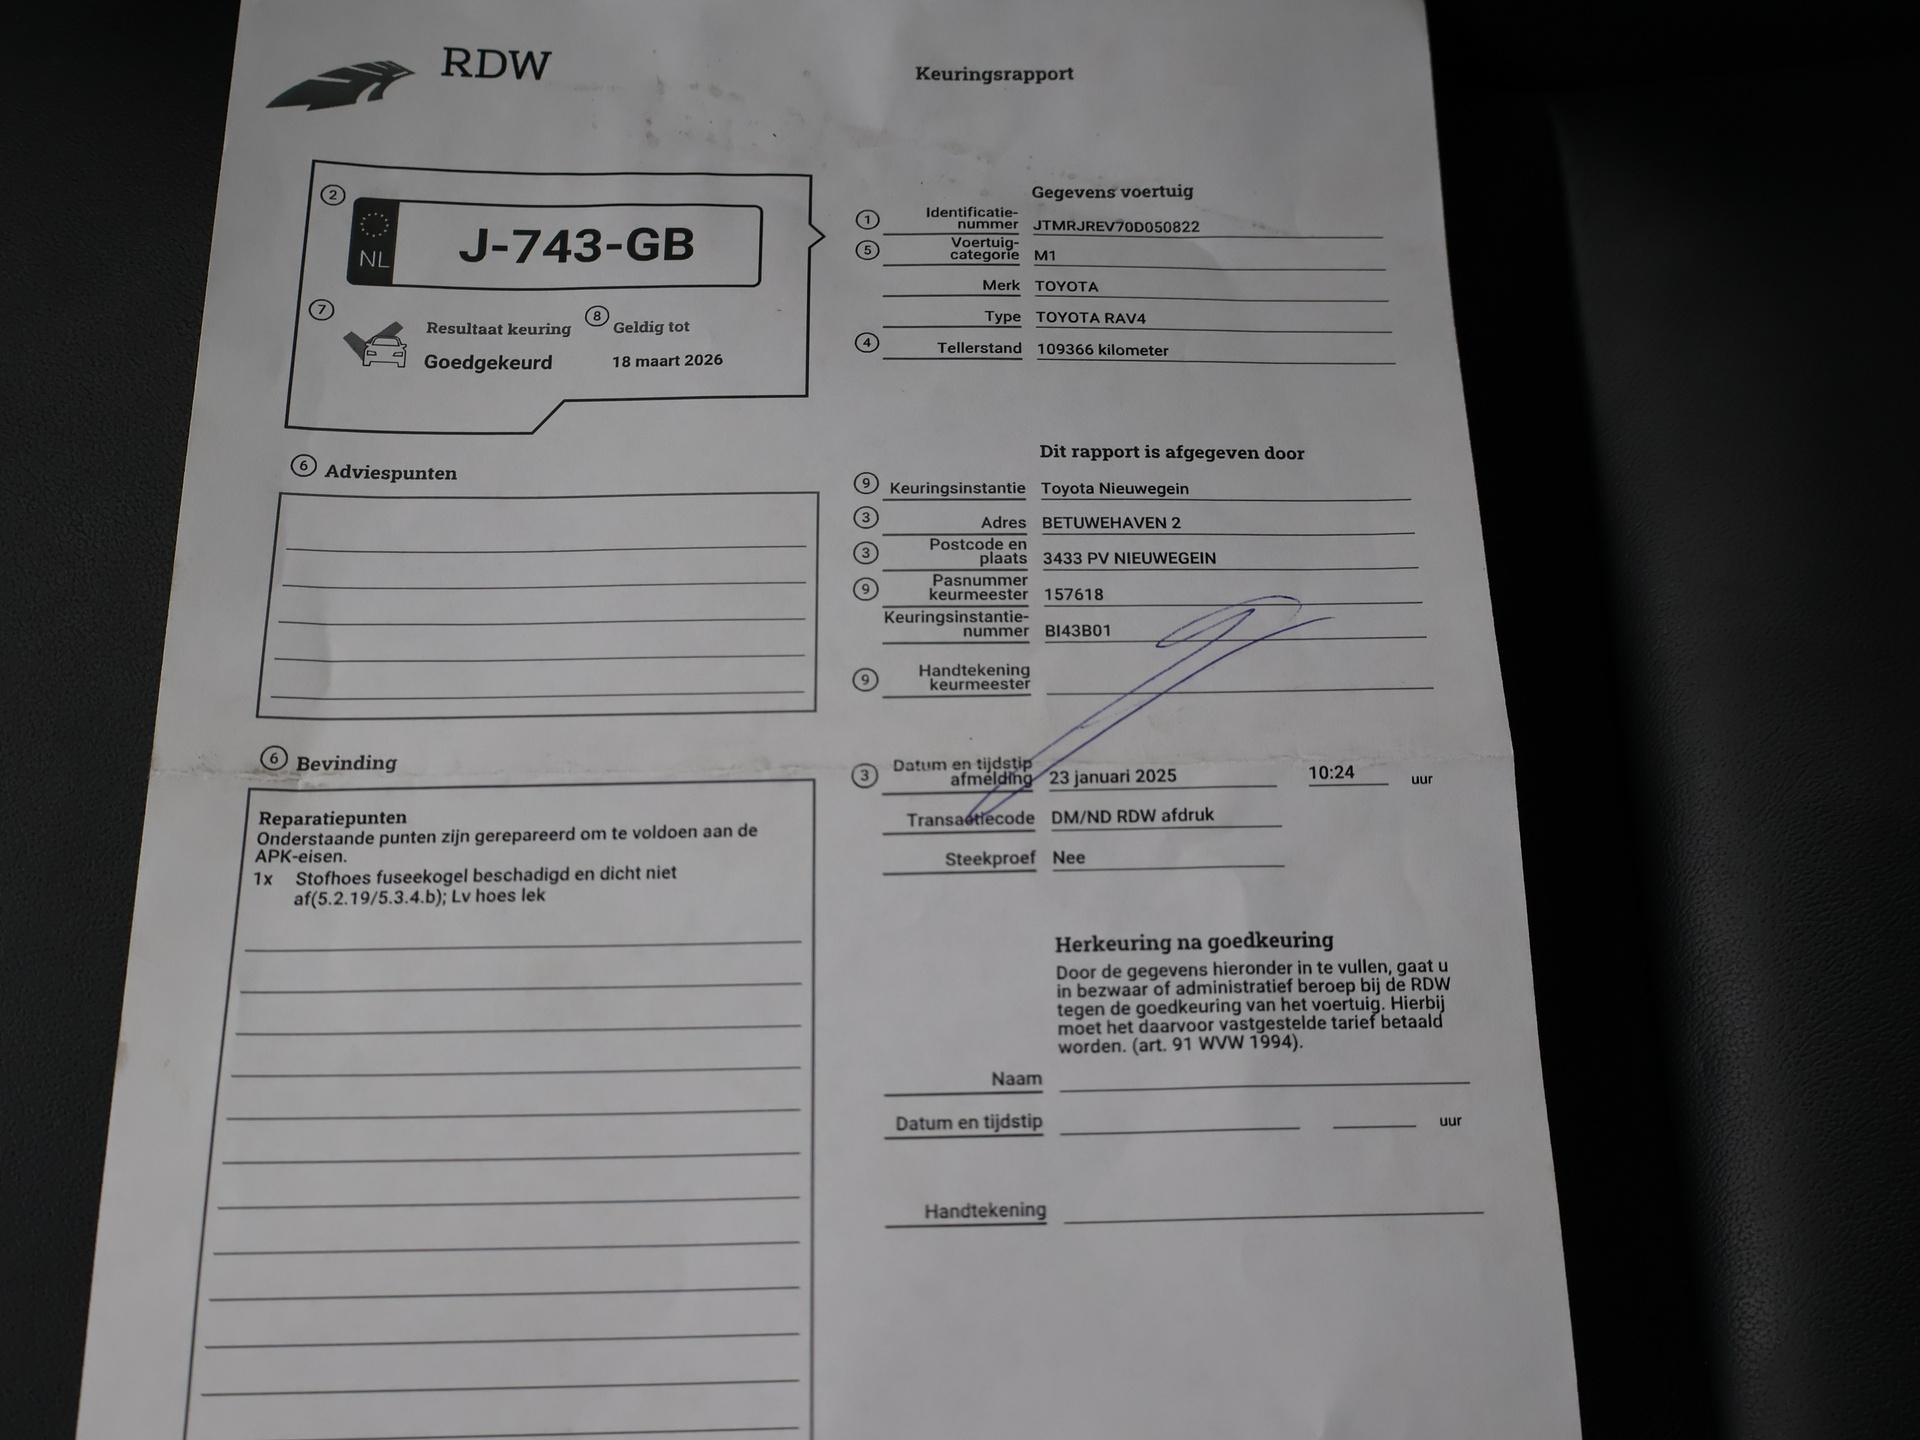 RDW
Keuringsrapport
2
NL
J-743-GB
7
Resultaat keuring
8
Geldig tot
Goedgekeurd
18 maart 2026
Gegevens voertuig
1
Identificatie-
nummer
JTMRJREV70D050822
5
Voertuig-
categorie
M1
Merk
TOYOTA
Type
TOYOTA RAV4
4
Tellerstand
109366 kilometer
6
Adviespunten
Dit rapport is afgegeven door
9
Keuringsinstantie
Toyota Nieuwegein
3
Adres
BETUWEHAVEN 2
3
Postcode en
plaats
3433 PV NIEUWEGEIN
9
Pasnummer
keurmeester
157618
Keuringsinstantie-
nummer
BI43B01
9
Handtekening
keurmeester
3
Datum en tijdstip
afmelding
23 januari 2025
10:24
uur
Transactiecode
DM/ND RDW afdruk
Steekproef
Nee
6
Bevinding
Reparatiepunten
Onderstaande punten zijn gerepareerd om te voldoen aan de
APK-eisen.
1x
Stofhoes fuseekogel beschadigd en dicht niet
af(5.2.19/5.3.4.b); Lv hoes lek
Herkeuring na goedkeuring
Door de gegevens hieronder in te vullen, gaat u
in bezwaar of administratief beroep bij de RDW
tegen de goedkeuring van het voertuig. Hierbij
moet het daarvoor vastgestelde tarief betaald
worden. (art. 91 WVW 1994).
Naam
Datum en tijdstip
uur
Handtekening